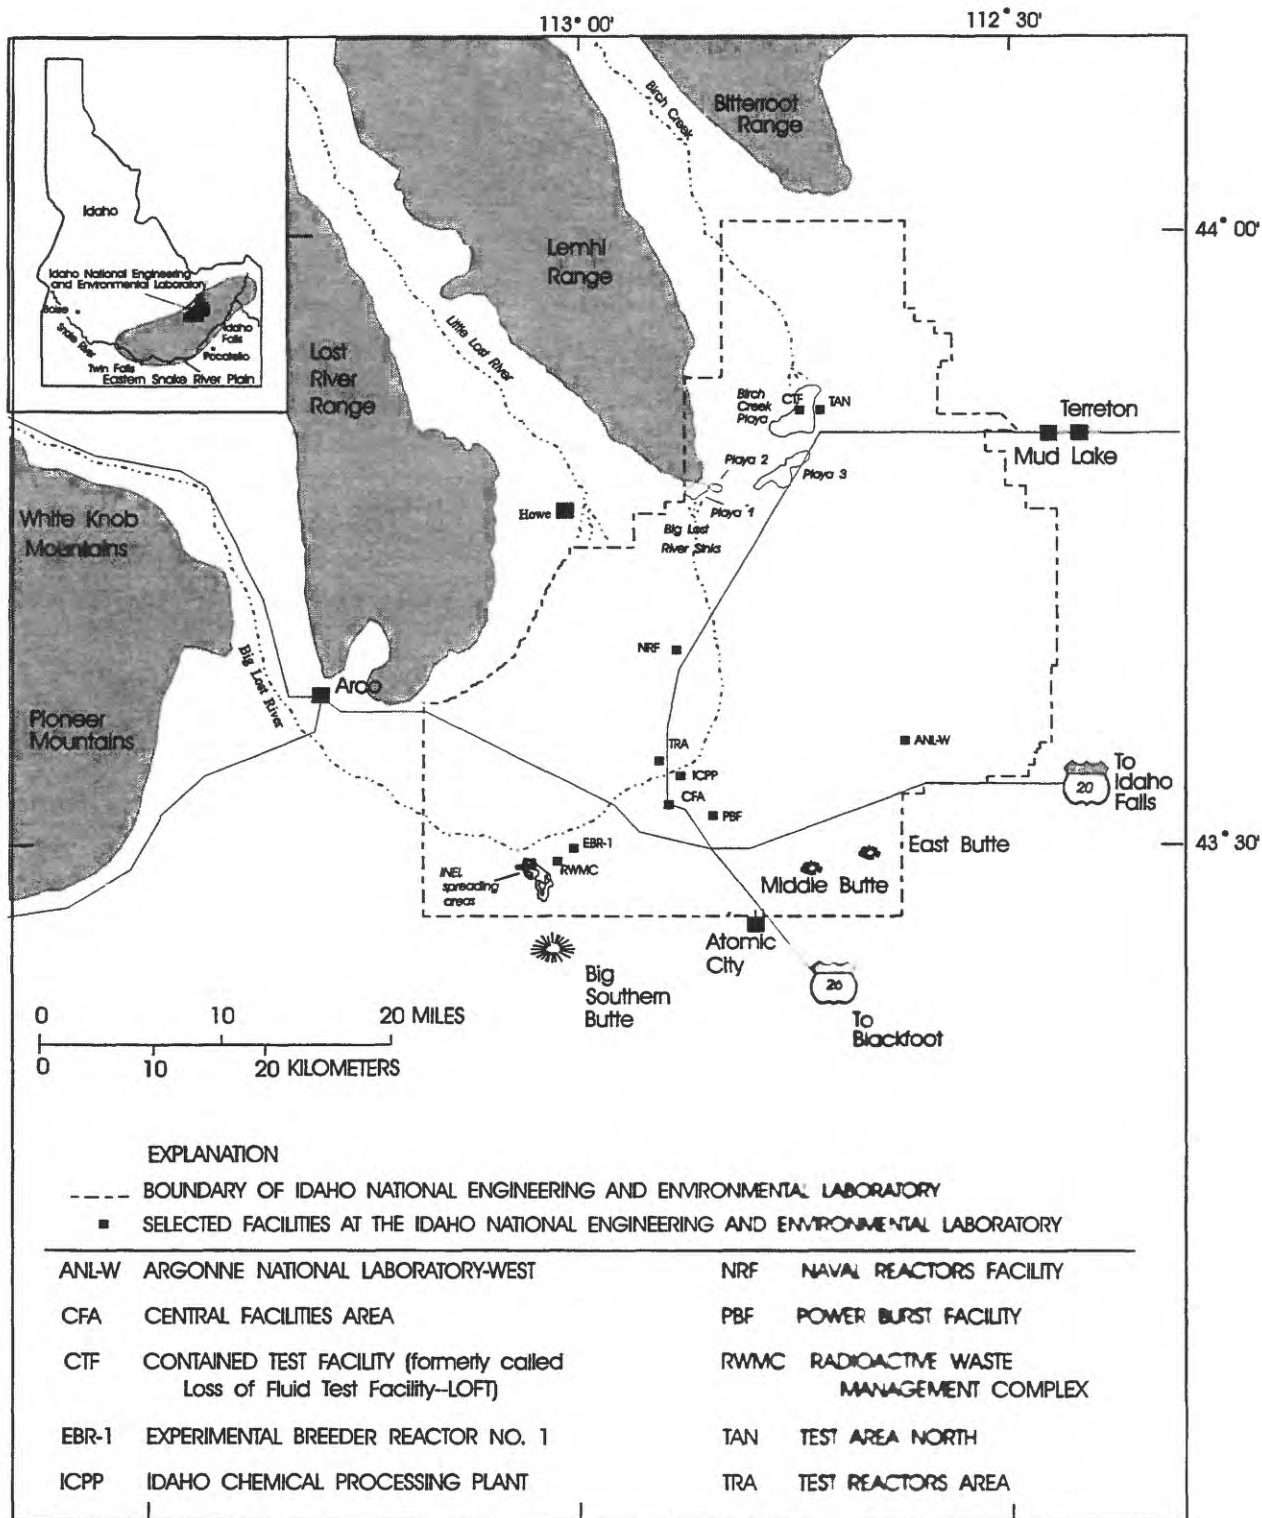 113° 00'
112° 30'
Birch Creek
Bitterroot
Range
Idaho
Idaho National Engineering
and Environmental Laboratory
Boise
Snake River
Idaho
Falls
Pocatello
Twin Falls
Eastern Snake River Plain
44° 00'
Lemhi
Range
Little Lost River
Lost
River
Range
Birch
Creek
Playa
CTF
TAN
Terreton
Mud Lake
Playa 2
Playa 3
Playa 1
Howe
Big Lost
River Sinks
White Knob
Mountains
NRF
Big Lost River
Arco
Pioneer
Mountains
TRA
ANL-W
ICPP
To
Idaho
Falls
20
CFA
PBF
EBR-1
East Butte
43° 30'
RWMC
INEL
spreading
areas
Middle Butte
Atomic
City
Big
Southern
Butte
26
To
Blackfoot
0 10 20 MILES
0 10 20 KILOMETERS
EXPLANATION
BOUNDARY OF IDAHO NATIONAL ENGINEERING AND ENVIRONMENTAL LABORATORY
SELECTED FACILITIES AT THE IDAHO NATIONAL ENGINEERING AND ENVIRONMENTAL LABORATORY
ANL-W ARGONNE NATIONAL LABORATORY-WEST
CFA CENTRAL FACILITIES AREA
CTF CONTAINED TEST FACILITY (formerly called
Loss of Fluid Test Facility--LOFT)
EBR-1 EXPERIMENTAL BREEDER REACTOR NO. 1
ICPP IDAHO CHEMICAL PROCESSING PLANT
NRF NAVAL REACTORS FACILITY
PBF POWER BURST FACILITY
RWMC RADIOACTIVE WASTE
MANAGEMENT COMPLEX
TAN TEST AREA NORTH
TRA TEST REACTORS AREA